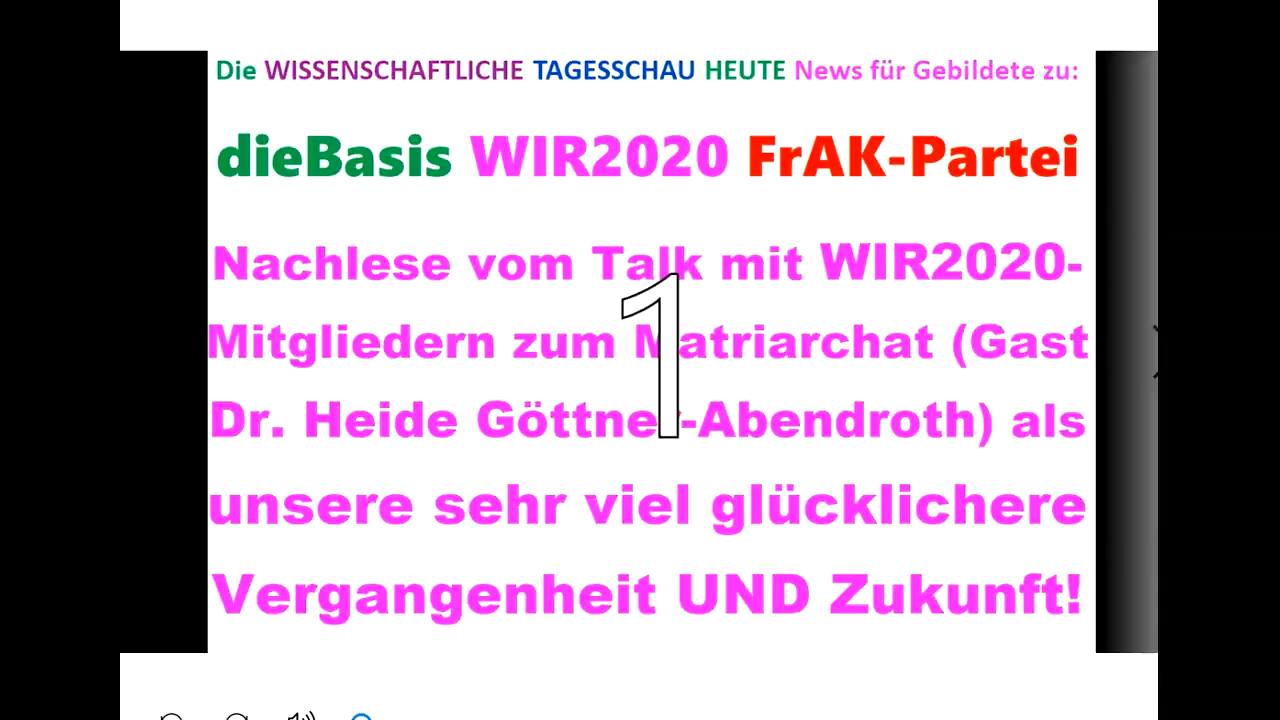 Die WISSENSCHAFTLICHE TAGESSCHAU HEUTE News für Gebildete zu:
dieBasis WIR2020 FrAK-Partei
Nachlese vom Talk mit WIR2020-
Mitgliedern zum Matriarchat (Gast
Dr. Heide Göttner-Abendroth) als
unsere sehr viel glücklichere
Vergangenheit UND Zukunft!
1